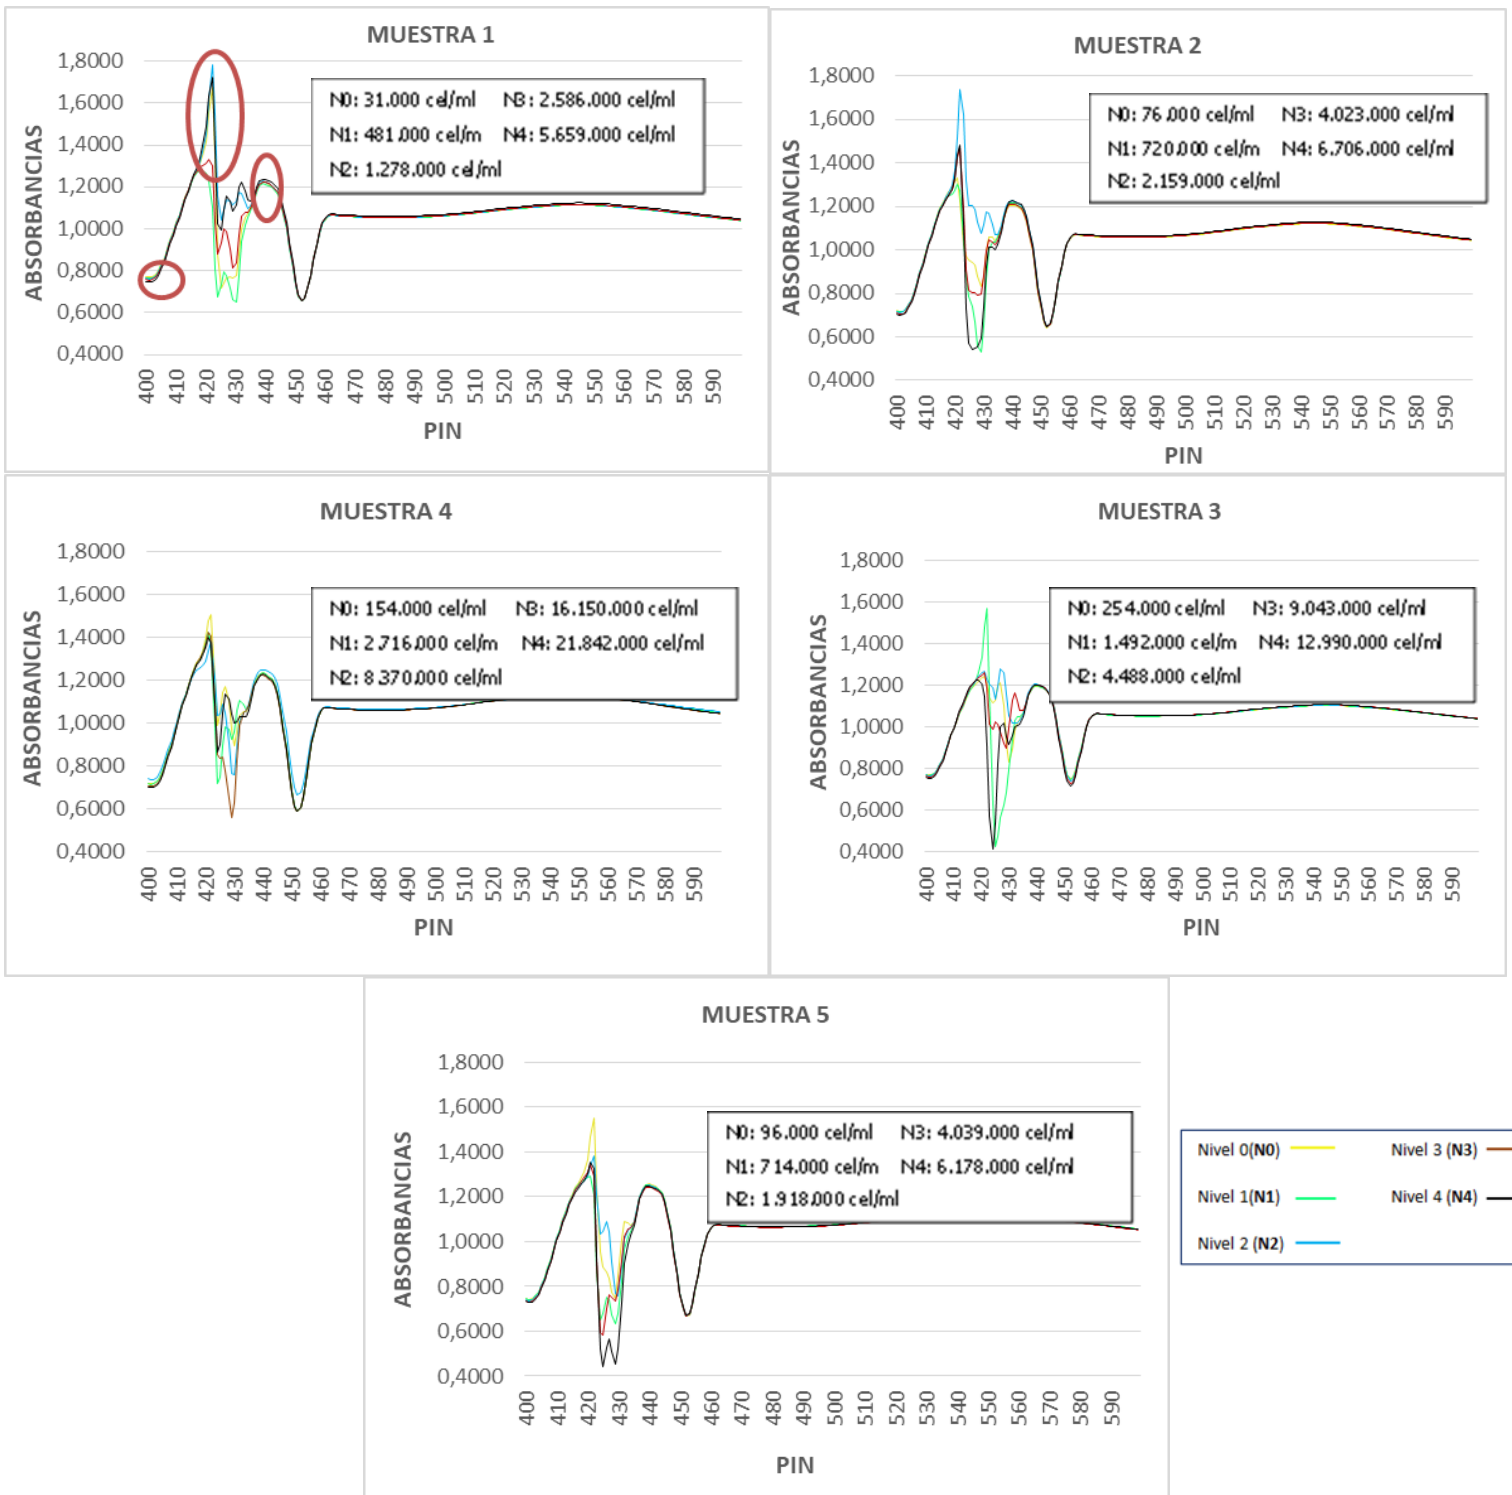 MUESTRA 1
ABSORBANCIAS
1,8000
1,6000
1,4000
1,2000
1,0000
0,8000
0,6000
0,4000
N0: 31.000 cel/ml N3: 2.586.000 cel/ml
N1: 481.000 cel/m N4: 5.659.000 cel/ml
N2: 1.278.000 cel/ml
400 410 420 430 440 450 460 470 480 490 500 510 520 530 540 550 560 570 580 590
PIN
MUESTRA 2
ABSORBANCIAS
1,8000
1,6000
1,4000
1,2000
1,0000
0,8000
0,6000
0,4000
N0: 76.000 cel/ml N3: 4.023.000 cel/ml
N1: 720.000 cel/m N4: 6.706.000 cel/ml
N2: 2.159.000 cel/ml
400 410 420 430 440 450 460 470 480 490 500 510 520 530 540 550 560 570 580 590
PIN
MUESTRA 4
ABSORBANCIAS
1,8000
1,6000
1,4000
1,2000
1,0000
0,8000
0,6000
0,4000
N0: 154.000 cel/ml N3: 16.150.000 cel/ml
N1: 2.716.000 cel/m N4: 21.842.000 cel/ml
N2: 8.370.000 cel/ml
400 410 420 430 440 450 460 470 480 490 500 510 520 530 540 550 560 570 580 590
PIN
MUESTRA 3
ABSORBANCIAS
1,8000
1,6000
1,4000
1,2000
1,0000
0,8000
0,6000
0,4000
N0: 254.000 cel/ml N3: 9.043.000 cel/ml
N1: 1.492.000 cel/m N4: 12.990.000 cel/ml
N2: 4.488.000 cel/ml
400 410 420 430 440 450 460 470 480 490 500 510 520 530 540 550 560 570 580 590
PIN
MUESTRA 5
ABSORBANCIAS
1,8000
1,6000
1,4000
1,2000
1,0000
0,8000
0,6000
0,4000
N0: 96.000 cel/ml N3: 4.039.000 cel/ml
N1: 714.000 cel/m N4: 6.178.000 cel/ml
N2: 1.918.000 cel/ml
400 410 420 430 440 450 460 470 480 490 500 510 520 530 540 550 560 570 580 590
PIN
Nivel 0(N0) Nivel 3 (N3)
Nivel 1(N1) Nivel 4 (N4)
Nivel 2 (N2)